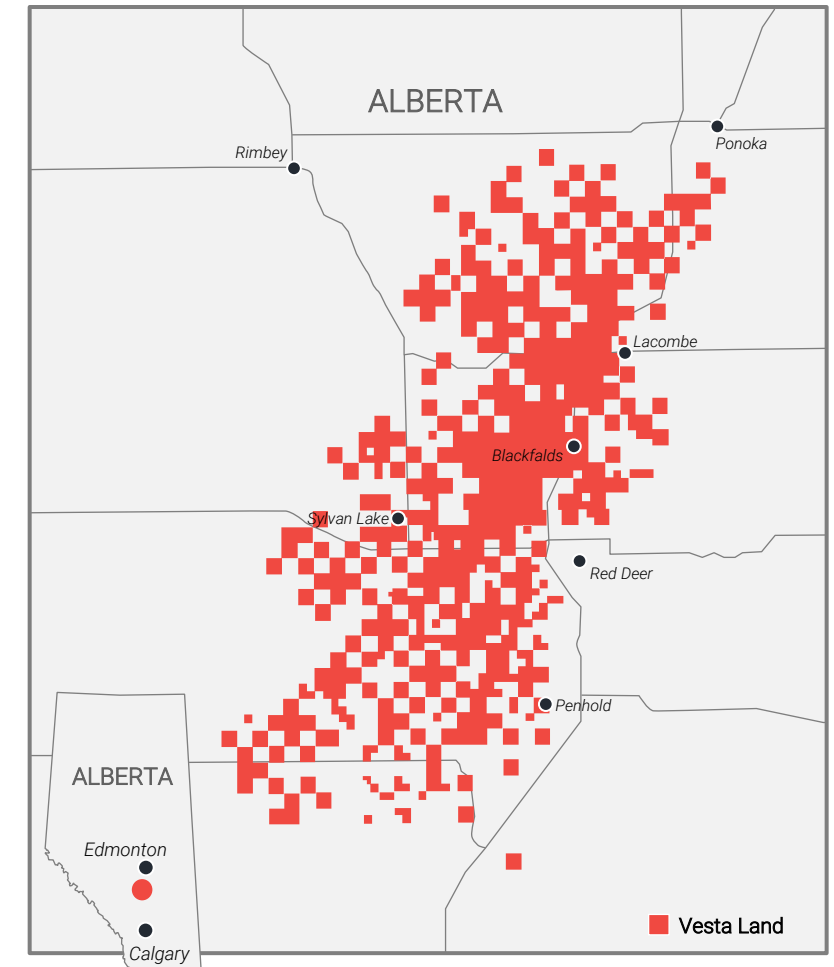 ALBERTA
Ponoka
Rimbey
Lacombe
Blackfalds
Sylvan Lake
Red Deer
Penhold
ALBERTA
Edmonton
Calgary
Vesta Land